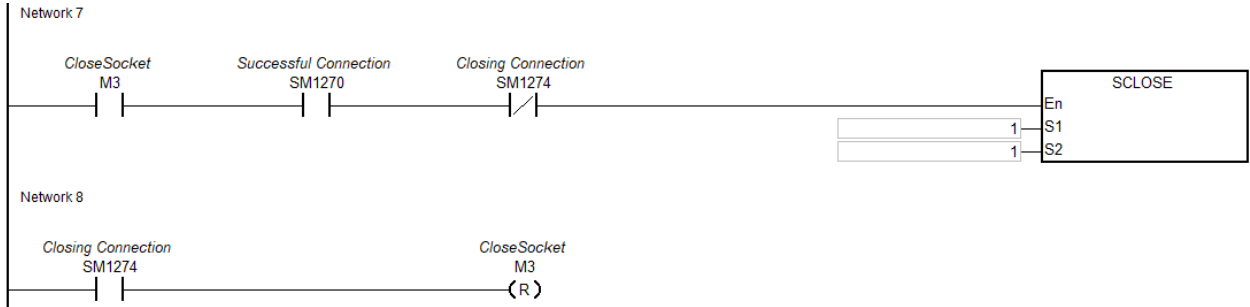 Network 7
CloseSocket Successful Connection Closing Connection
M3 SM1270 SM1274 SCLOSE
En
1 S1
1 S2
Network 8
Closing Connection CloseSocket
SM1274 M3
R